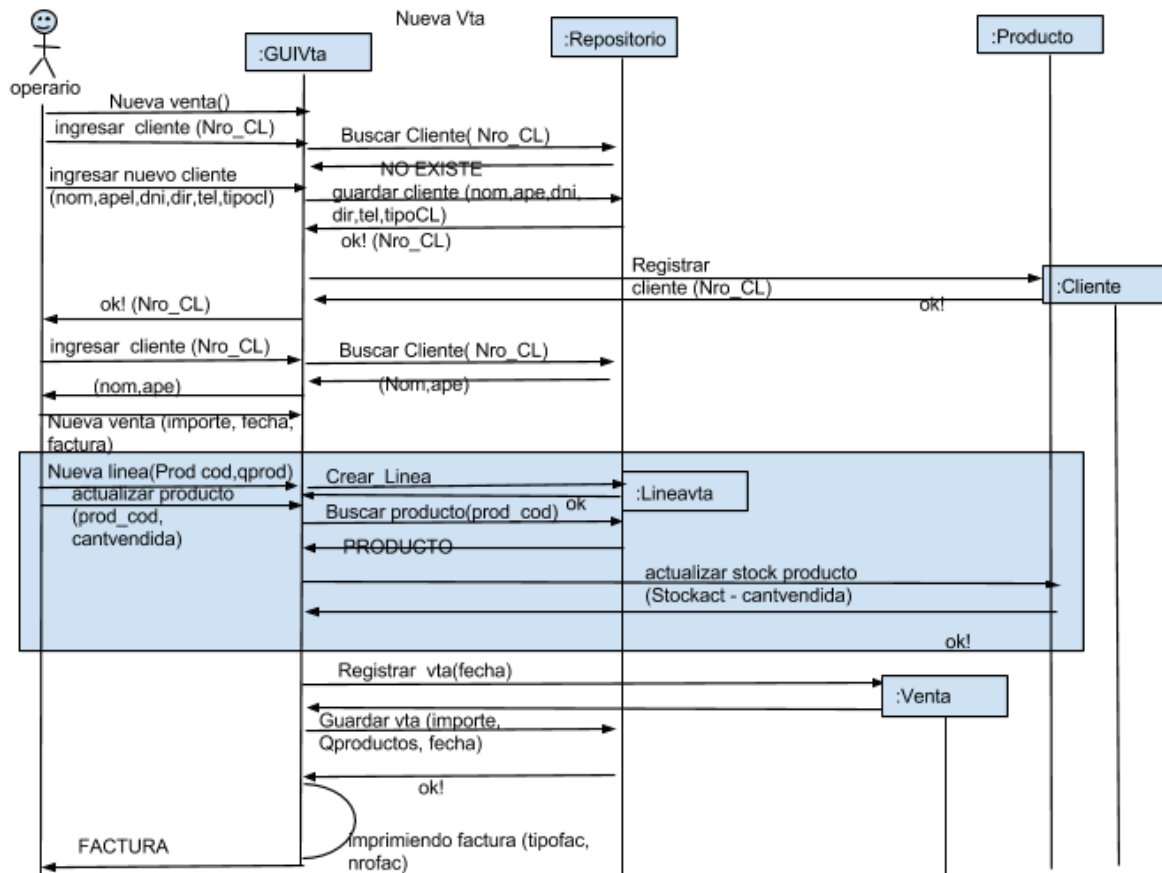 Nueva Vta
:GUIVta
:Repositorio
:Producto
operario
Nueva venta()
ingresar cliente (Nro_CL)
Buscar Cliente( Nro_CL)
NO EXISTE
ingresar nuevo cliente
(nom,apel,dni,dir,tel,tipocl)
guardar cliente (nom,ape,dni,
dir,tel,tipoCL)
ok! (Nro_CL)
Registrar
cliente (Nro_CL)
:Cliente
ok!
ok! (Nro_CL)
ingresar cliente (Nro_CL)
Buscar Cliente( Nro_CL)
(Nom,ape)
(nom,ape)
Nueva venta (importe, fecha,
factura)
Nueva linea(Prod cod,qprod)
Crear_Linea
:Lineavta
ok
actualizar producto
(prod_cod,
cantvendida)
Buscar producto(prod_cod)
PRODUCTO
actualizar stock producto
(Stockact - cantvendida)
ok!
Registrar vta(fecha)
:Venta
Guardar vta (importe,
Qproductos, fecha)
ok!
imprimiendo factura (tipofac,
nrofac)
FACTURA